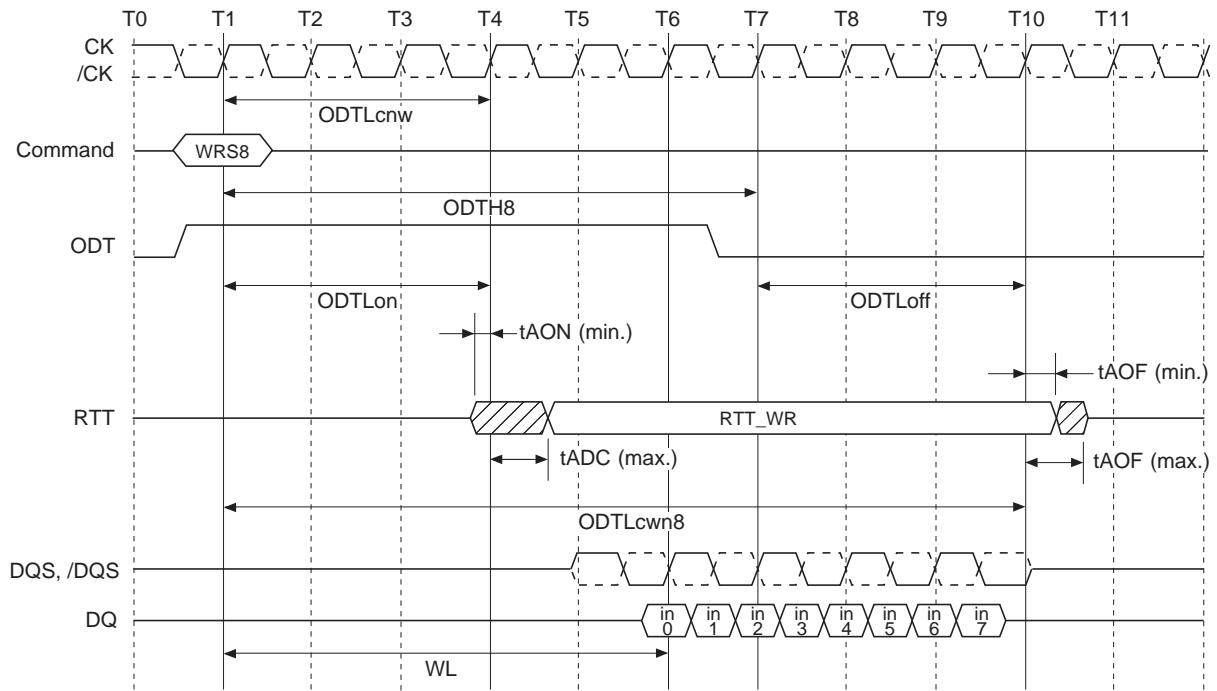 T0 T1 T2 T3 T4 T5 T6 T7 T8 T9 T10 T11
CK
/CK
ODTLcnw
Command WRS8
ODTH8
ODT
ODTLon ODTLoff
tAON (min.)
tAOF (min.)
RTT RTT_WR
tADC (max.) tAOF (max.)
ODTLcwn8
DQS, /DQS
DQ in 0 in 1 in 2 in 3 in 4 in 5 in 6 in 7
WL